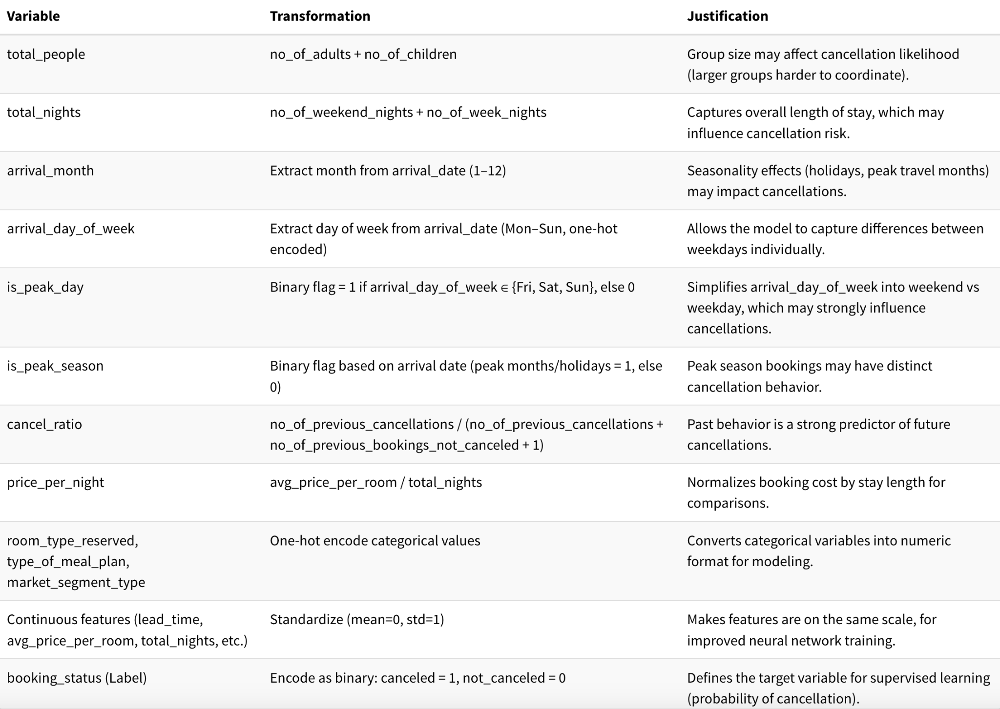 Variable Transformation Justification
total_people no_of_adults + no_of_children Group size may affect cancellation likelihood
(larger groups harder to coordinate).
total_nights no_of_weekend_nights + no_of_week_nights Captures overall length of stay, which may
influence cancellation risk.
arrival_month Extract month from arrival_date (1–12) Seasonality effects (holidays, peak travel months)
may impact cancellations.
arrival_day_of_week Extract day of week from arrival_date (Mon–Sun, one-hot Allows the model to capture differences between
encoded) weekdays individually.
is_peak_day Binary flag = 1 if arrival_day_of_week ∈ {Fri, Sat, Sun}, else 0 Simplifies arrival_day_of_week into weekend vs
weekday, which may strongly influence
cancellations.
is_peak_season Binary flag based on arrival date (peak months/holidays = 1, else Peak season bookings may have distinct
0) cancellation behavior.
cancel_ratio no_of_previous_cancellations / (no_of_previous_cancellations + Past behavior is a strong predictor of future
no_of_previous_bookings_not_canceled + 1) cancellations.
price_per_night avg_price_per_room / total_nights Normalizes booking cost by stay length for
comparisons.
room_type_reserved, One-hot encode categorical values Converts categorical variables into numeric
type_of_meal_plan, format for modeling.
market_segment_type
Continuous features (lead_time, Standardize (mean=0, std=1) Makes features are on the same scale, for
avg_price_per_room, total_nights, etc.) improved neural network training.
booking_status (Label) Encode as binary: canceled = 1, not_canceled = 0 Defines the target variable for supervised learning
(probability of cancellation).